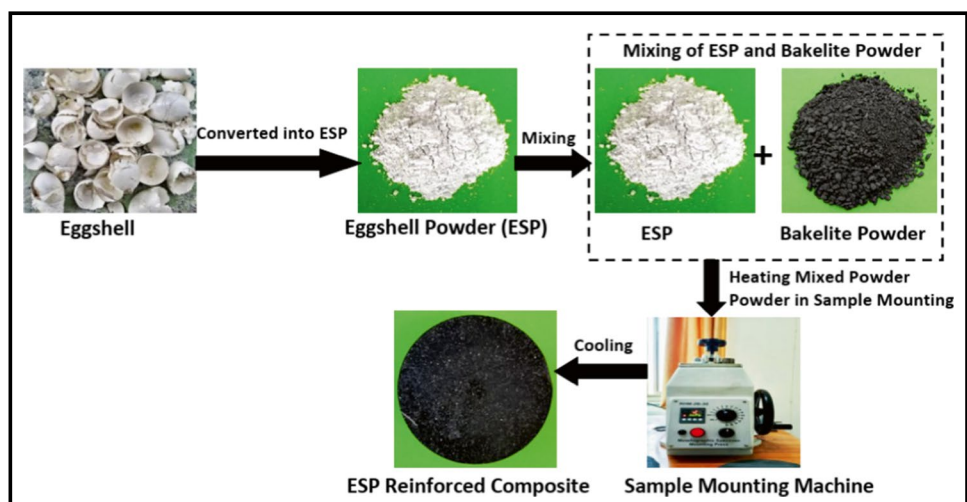 Mixing of ESP and Bakelite Powder
Converted into ESP
Mixing
+
Eggshell
Eggshell Powder (ESP)
ESP
Bakelite Powder
Heating Mixed Powder
Powder in Sample Mounting
Cooling
ESP Reinforced Composite
Sample Mounting Machine